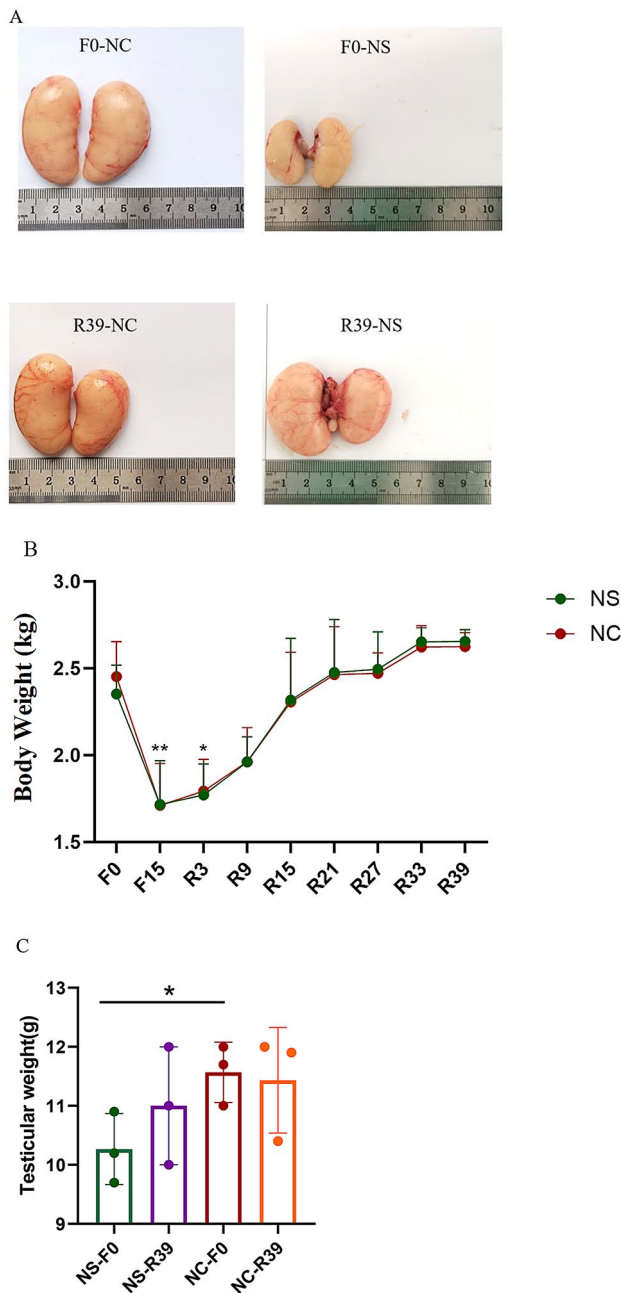 A
F0-NC
F0-NS
1 2 3 4 5 6 7 8 9 10
1 2 3 4 5 6 7 8 9 10
R39-NC
R39-NS
1 2 3 4 5 6 7 8 9 10
1 2 3 4 5 6 7 8 9 10
B
Body Weight (kg)
3.0
2.5
2.0
1.5
**
*
NS
NC
F0 F15 R3 R9 R15 R21 R27 R33 R39
C
Testicular weight(g)
13
12
11
10
9
*
NS-F0 NS-R39 NC-F0 NC-R39